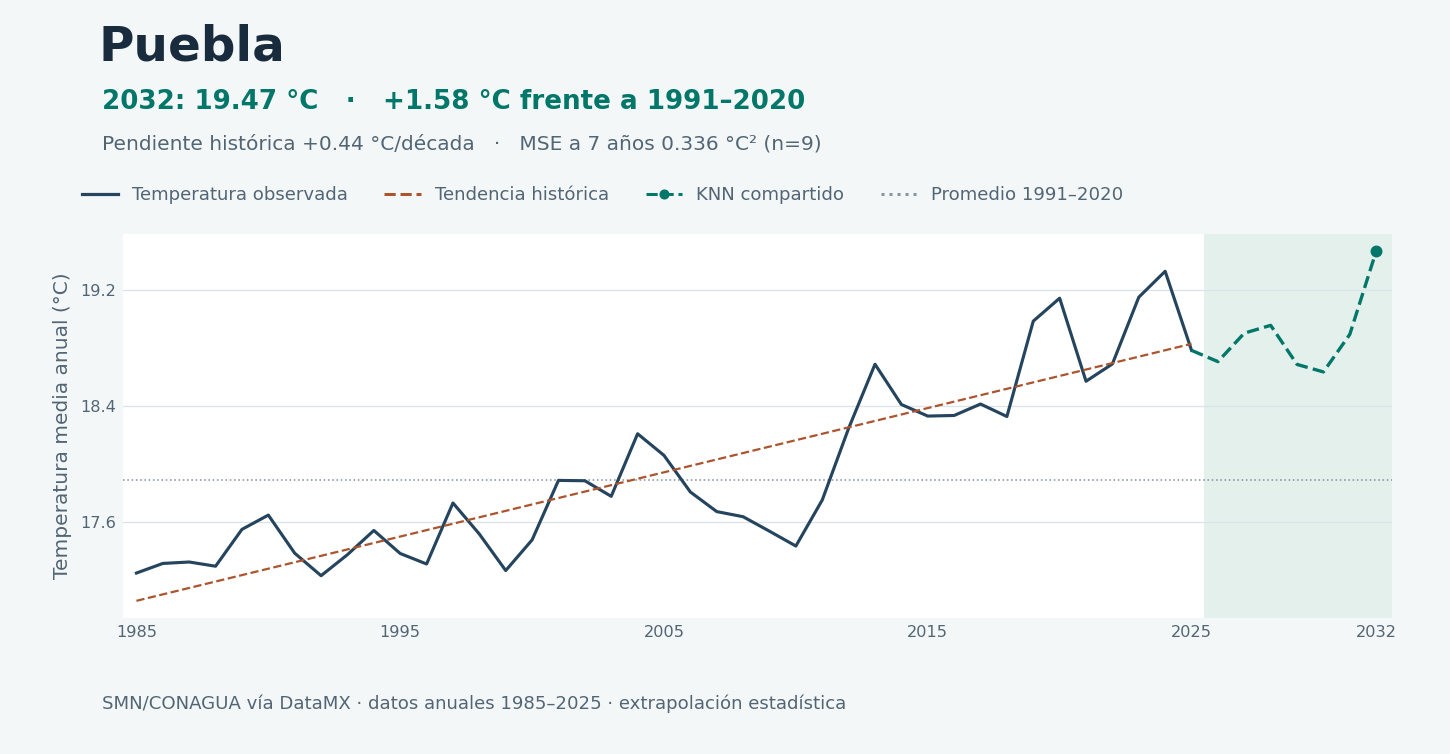 Puebla
2032: 19.47 °C · +1.58 °C frente a 1991–2020
Pendiente histórica +0.44 °C/década · MSE a 7 años 0.336 °C² (n=9)
Temperatura observada Tendencia histórica KNN compartido Promedio 1991–2020
Temperatura media anual (°C)
19.2
18.4
17.6
1985 1995 2005 2015 2025 2032
SMN/CONAGUA vía DataMX · datos anuales 1985–2025 · extrapolación estadística